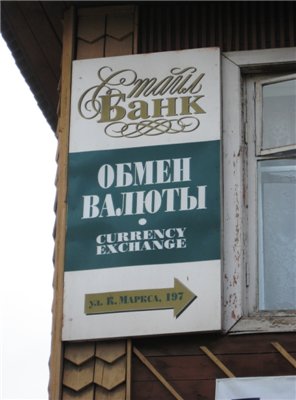 Стайл
Банк
ОБМЕН
ВАЛЮТЫ
•
CURRENCY
EXCHANGE
ул. К. Маркса, 197